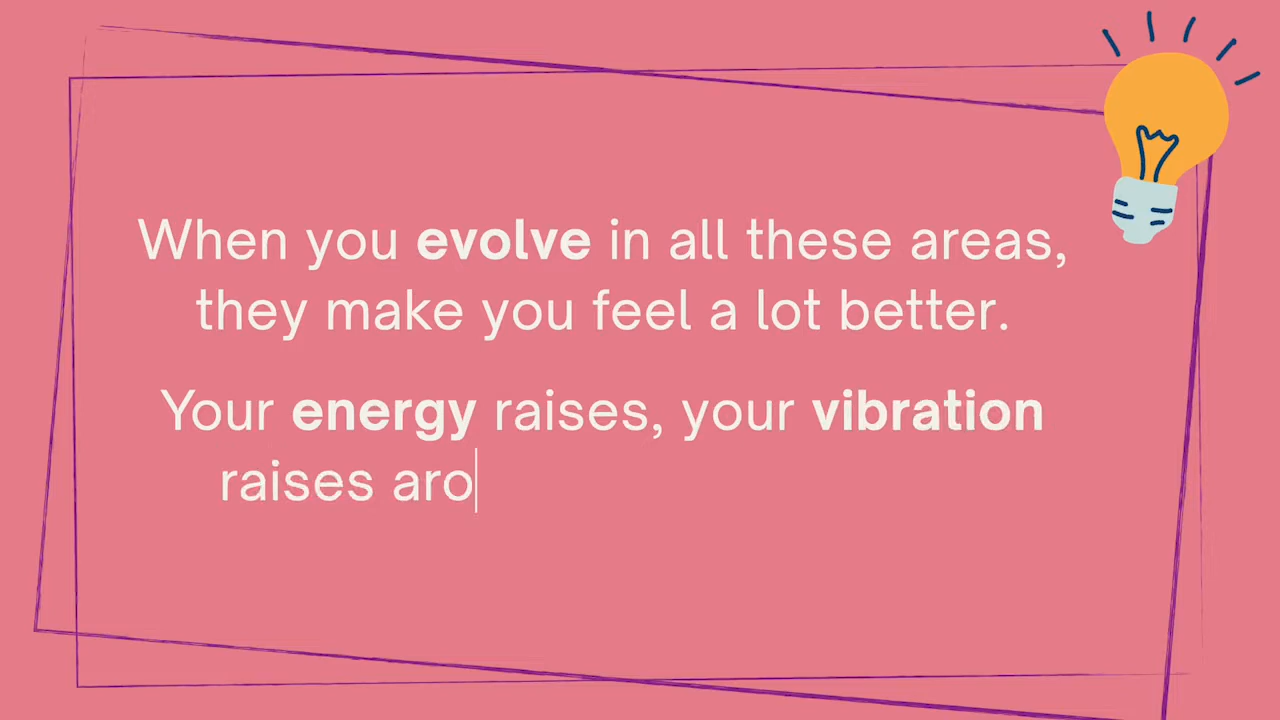 When you evolve in all these areas,
they make you feel a lot better.
Your energy raises, your vibration
raises aro